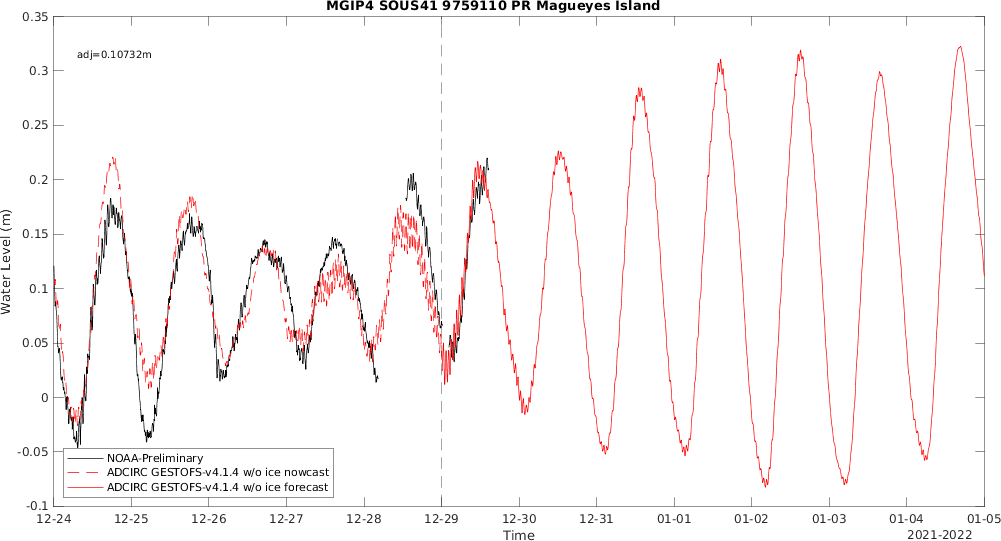 MGIP4 SOUS41 9759110 PR Magueyes Island
adj=0.10732m
0.35
0.3
0.25
0.2
0.15
0.1
0.05
0
-0.05
-0.1
Water Level (m)
NOAA-Preliminary
ADCIRC GESTOFS-v4.1.4 w/o ice nowcast
ADCIRC GESTOFS-v4.1.4 w/o ice forecast
12-24 12-25 12-26 12-27 12-28 12-29 12-30 12-31 01-01 01-02 01-03 01-04 01-05
Time
2021-2022